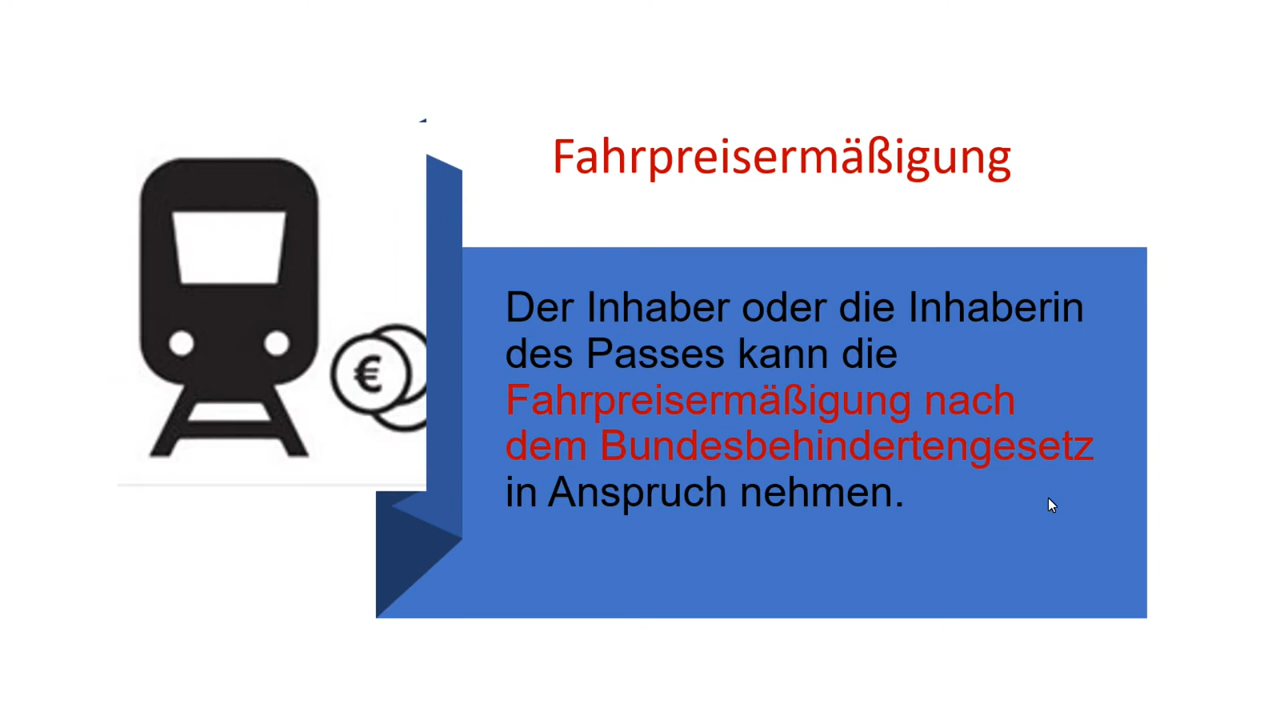 Fahrpreisermäßigung
Der Inhaber oder die Inhaberin
des Passes kann die
Fahrpreisermäßigung nach
dem Bundesbehindertengesetz
in Anspruch nehmen.
€